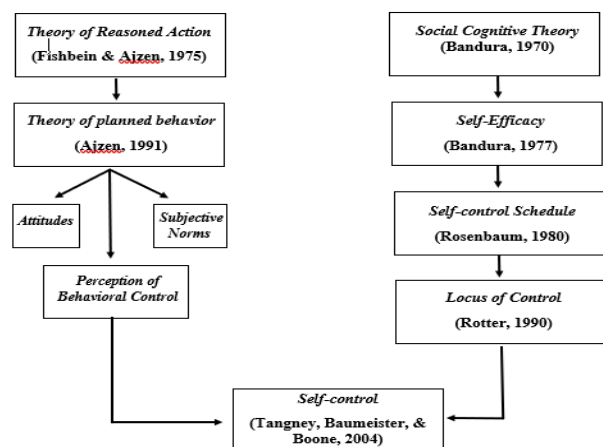 Theory of Reasoned Action
(Fishbein & Ajzen, 1975)
Theory of planned behavior
(Ajzen, 1991)
Attitudes
Subjective
Norms
Perception of
Behavioral Control
Social Cognitive Theory
(Bandura, 1970)
Self-Efficacy
(Bandura, 1977)
Self-control Schedule
(Rosenbaum, 1980)
Locus of Control
(Rotter, 1990)
Self-control
(Tangney, Baumeister, &
Boone, 2004)